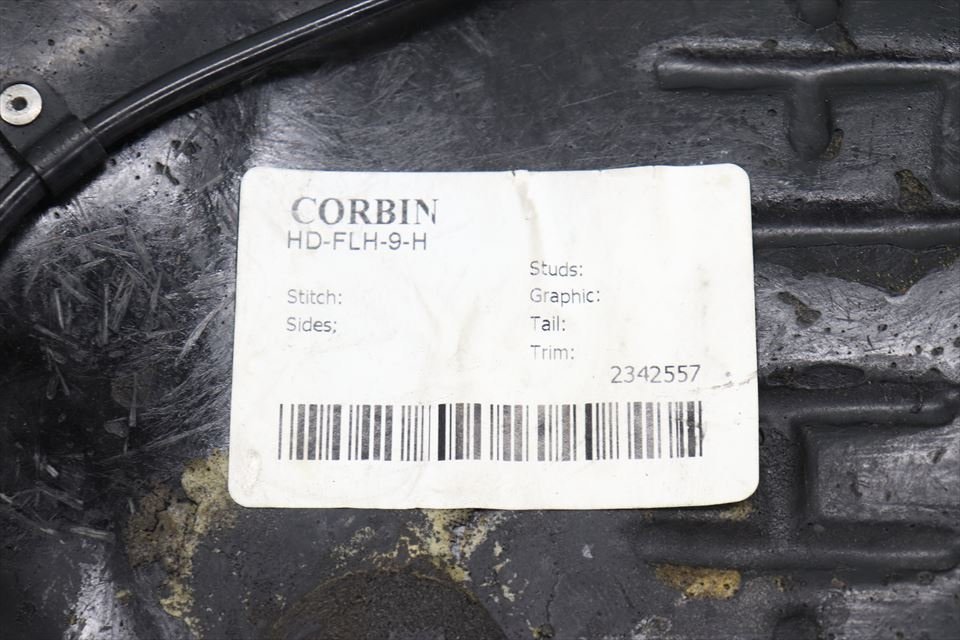 CORBIN
HD-FLH-9-H
Stitch:
Sides;
Studs:
Graphic:
Tail:
Trim:
2342557